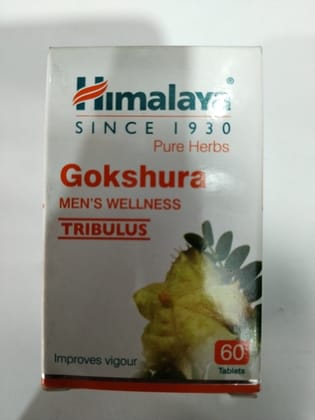 Himalaya®
SINCE 1930
Pure Herbs
Gokshura
MEN'S WELLNESS
TRIBULUS
Improves vigour
60
Tablets